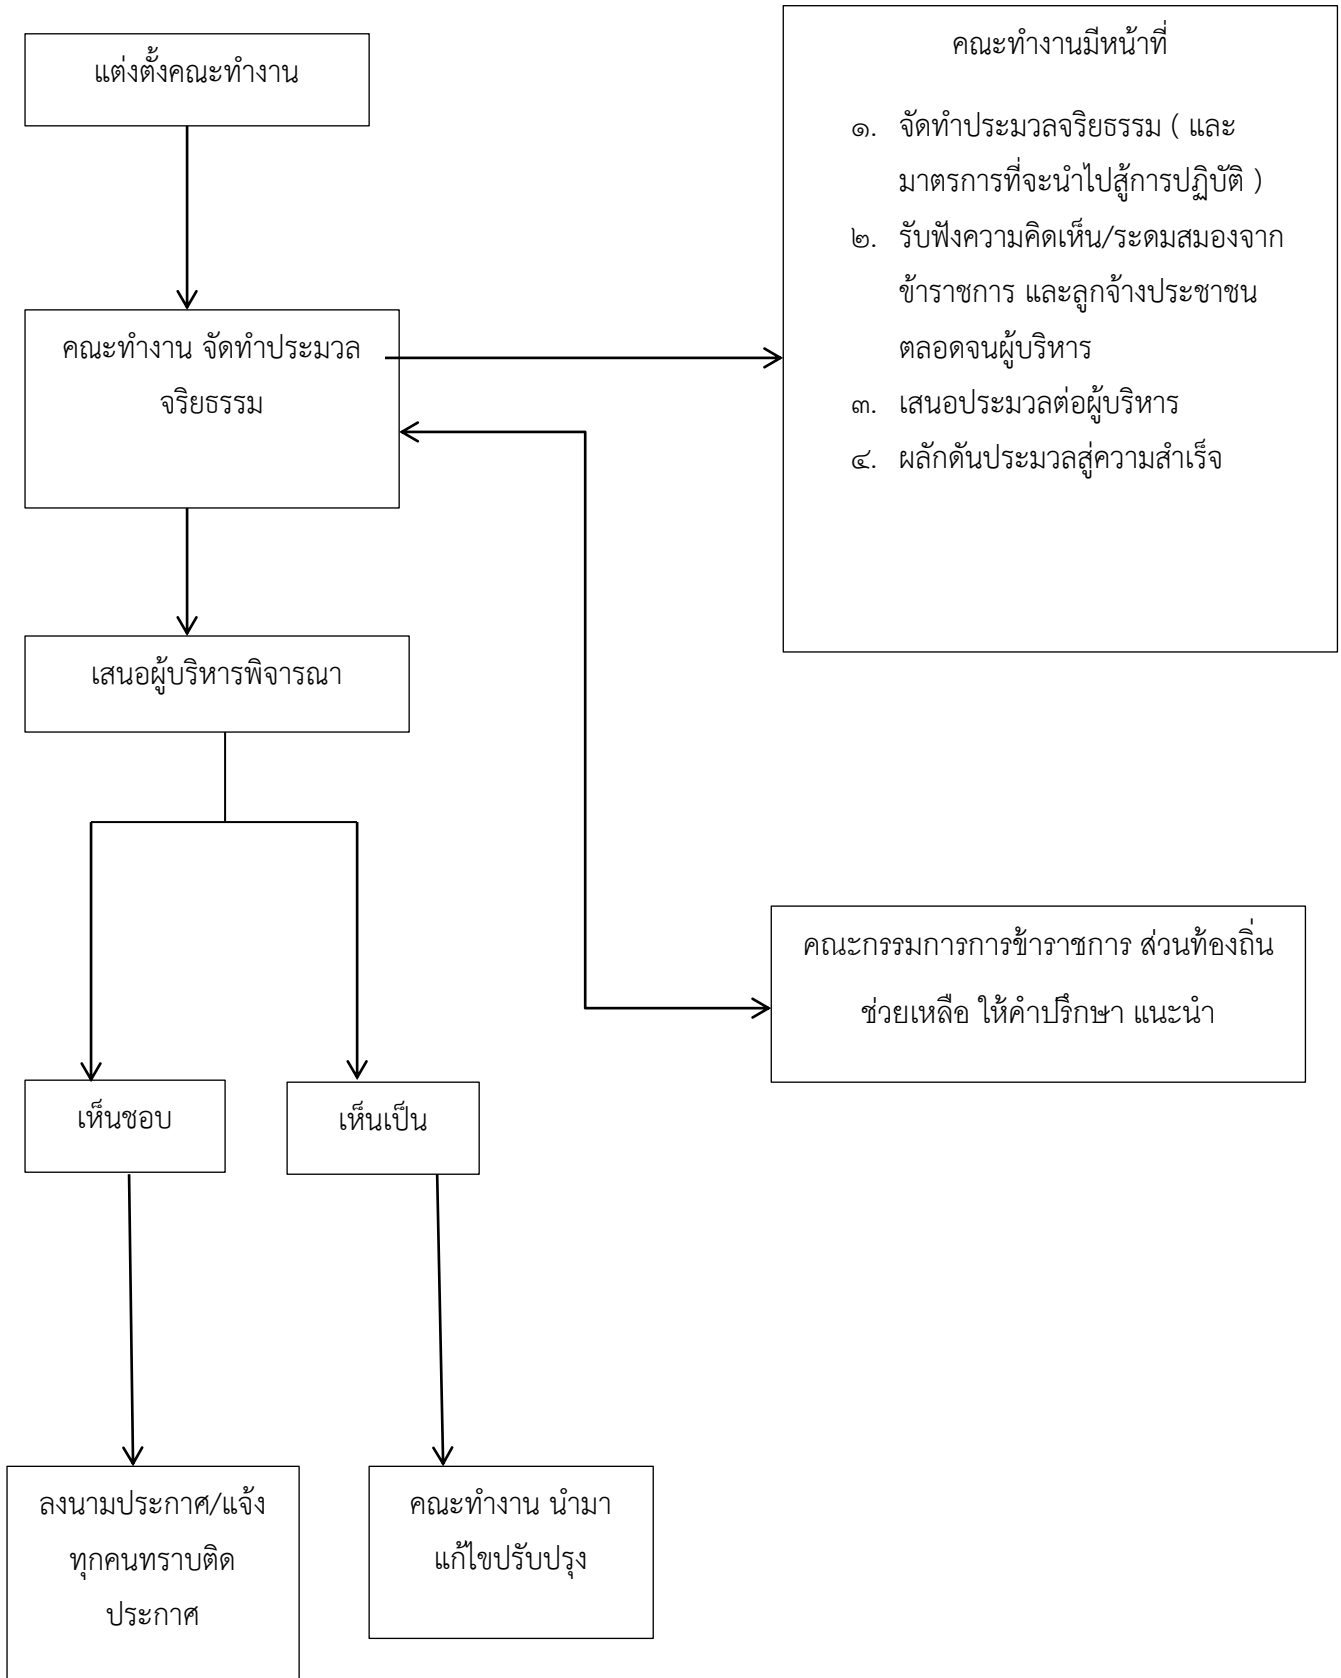 แต่งตั้งคณะทำงาน
คณะทำงานมีหน้าที่
๑. จัดทำประมวลจริยธรรม ( และ
มาตรการที่จะนำไปสู้การปฏิบัติ )
๒. รับฟังความคิดเห็น/ระดมสมองจาก
ข้าราชการ และลูกจ้างประชาชน
ตลอดจนผู้บริหาร
๓. เสนอประมวลต่อผู้บริหาร
๔. ผลักดันประมวลสู่ความสำเร็จ
คณะทำงาน จัดทำประมวล
จริยธรรม
เสนอผู้บริหารพิจารณา
คณะกรรมการการข้าราชการ ส่วนท้องถิ่น
ช่วยเหลือ ให้คำปรึกษา แนะนำ
เห็นชอบ
เห็นเป็น
ลงนามประกาศ/แจ้ง
ทุกคนทราบติด
ประกาศ
คณะทำงาน นำมา
แก้ไขปรับปรุง